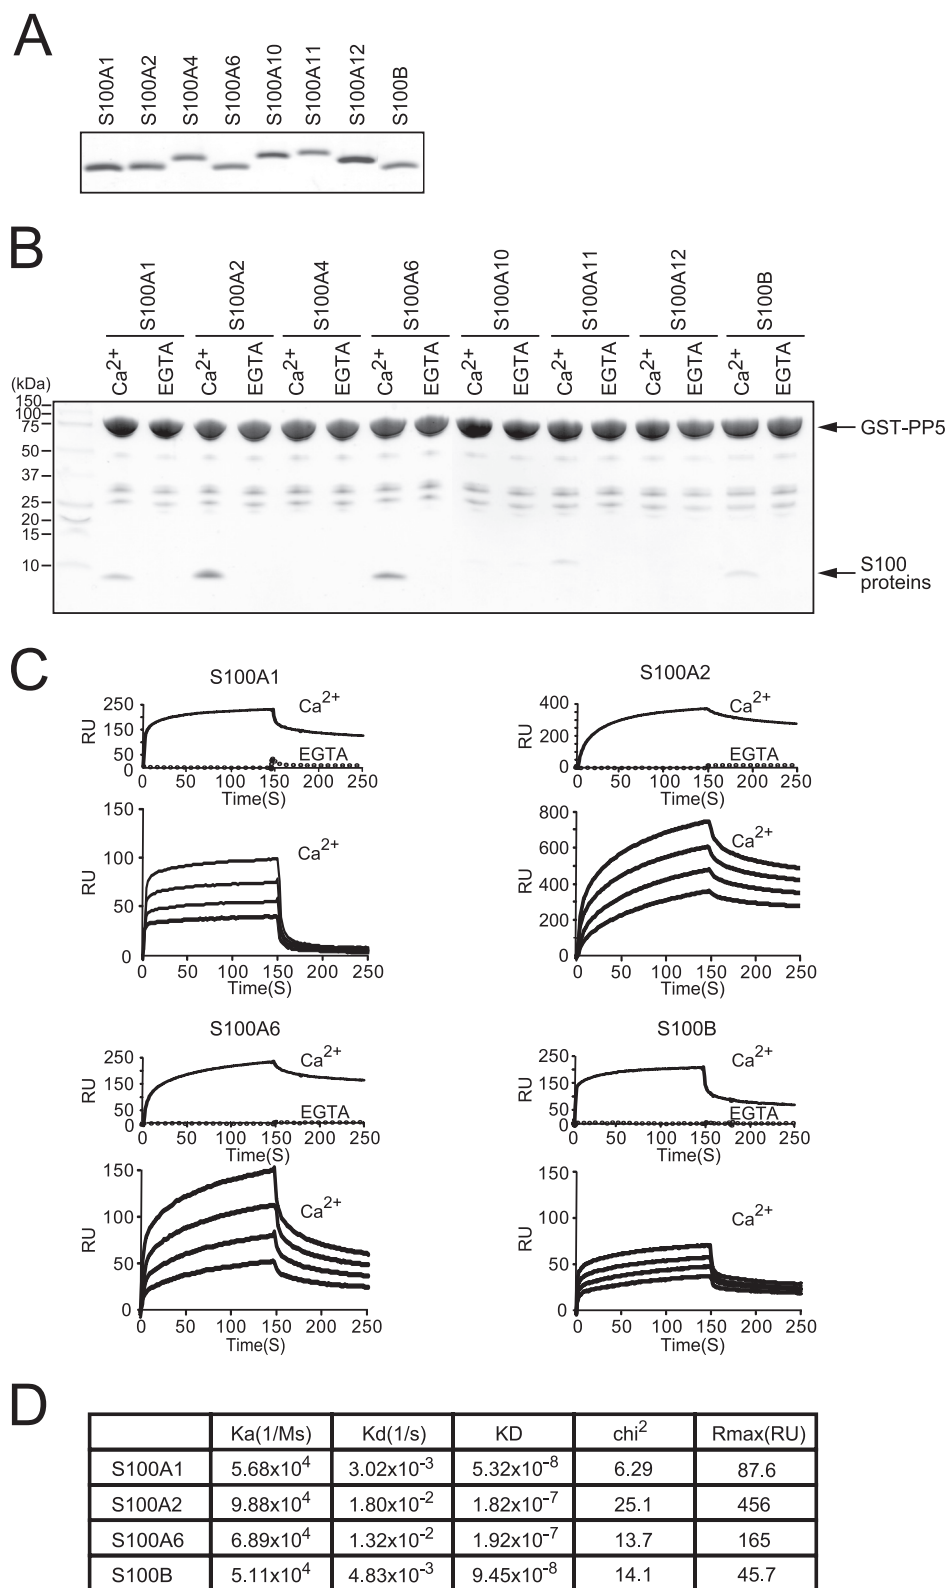 A
S100A1 S100A2 S100A4 S100A6 S100A10 S100A11 S100A12 S100B
B
S100A1 S100A2 S100A4 S100A6 S100A10 S100A11 S100A12 S100B
Ca2+ EGTA Ca2+ EGTA Ca2+ EGTA Ca2+ EGTA Ca2+ EGTA Ca2+ EGTA Ca2+ EGTA Ca2+ EGTA
(kDa)
150
100
75
50
37
25
20
15
10
GST-PP5
S100
proteins
C
S100A1
RU
250
150
50
0
Ca2+
EGTA
0 50 100 150 200 250
Time(S)
RU
150
100
50
0
Ca2+
0 50 100 150 200 250
Time(S)
S100A2
RU
400
200
0
Ca2+
EGTA
0 50 100 150 200 250
Time(S)
RU
800
600
400
200
0
Ca2+
0 50 100 150 200 250
Time(S)
S100A6
RU
250
150
50
0
Ca2+
EGTA
0 50 100 150 200 250
Time(S)
RU
150
100
50
0
Ca2+
0 50 100 150 200 250
Time(S)
S100B
RU
250
150
50
0
Ca2+
EGTA
0 50 100 150 200 250
Time(S)
RU
150
100
50
0
Ca2+
0 50 100 150 200 250
Time(S)
D
Ka(1/Ms) Kd(1/s) KD chi2 Rmax(RU)
S100A1 5.68x10^4 3.02x10^-3 5.32x10^-8 6.29 87.6
S100A2 9.88x10^4 1.80x10^-2 1.82x10^-7 25.1 456
S100A6 6.89x10^4 1.32x10^-2 1.92x10^-7 13.7 165
S100B 5.11x10^4 4.83x10^-3 9.45x10^-8 14.1 45.7